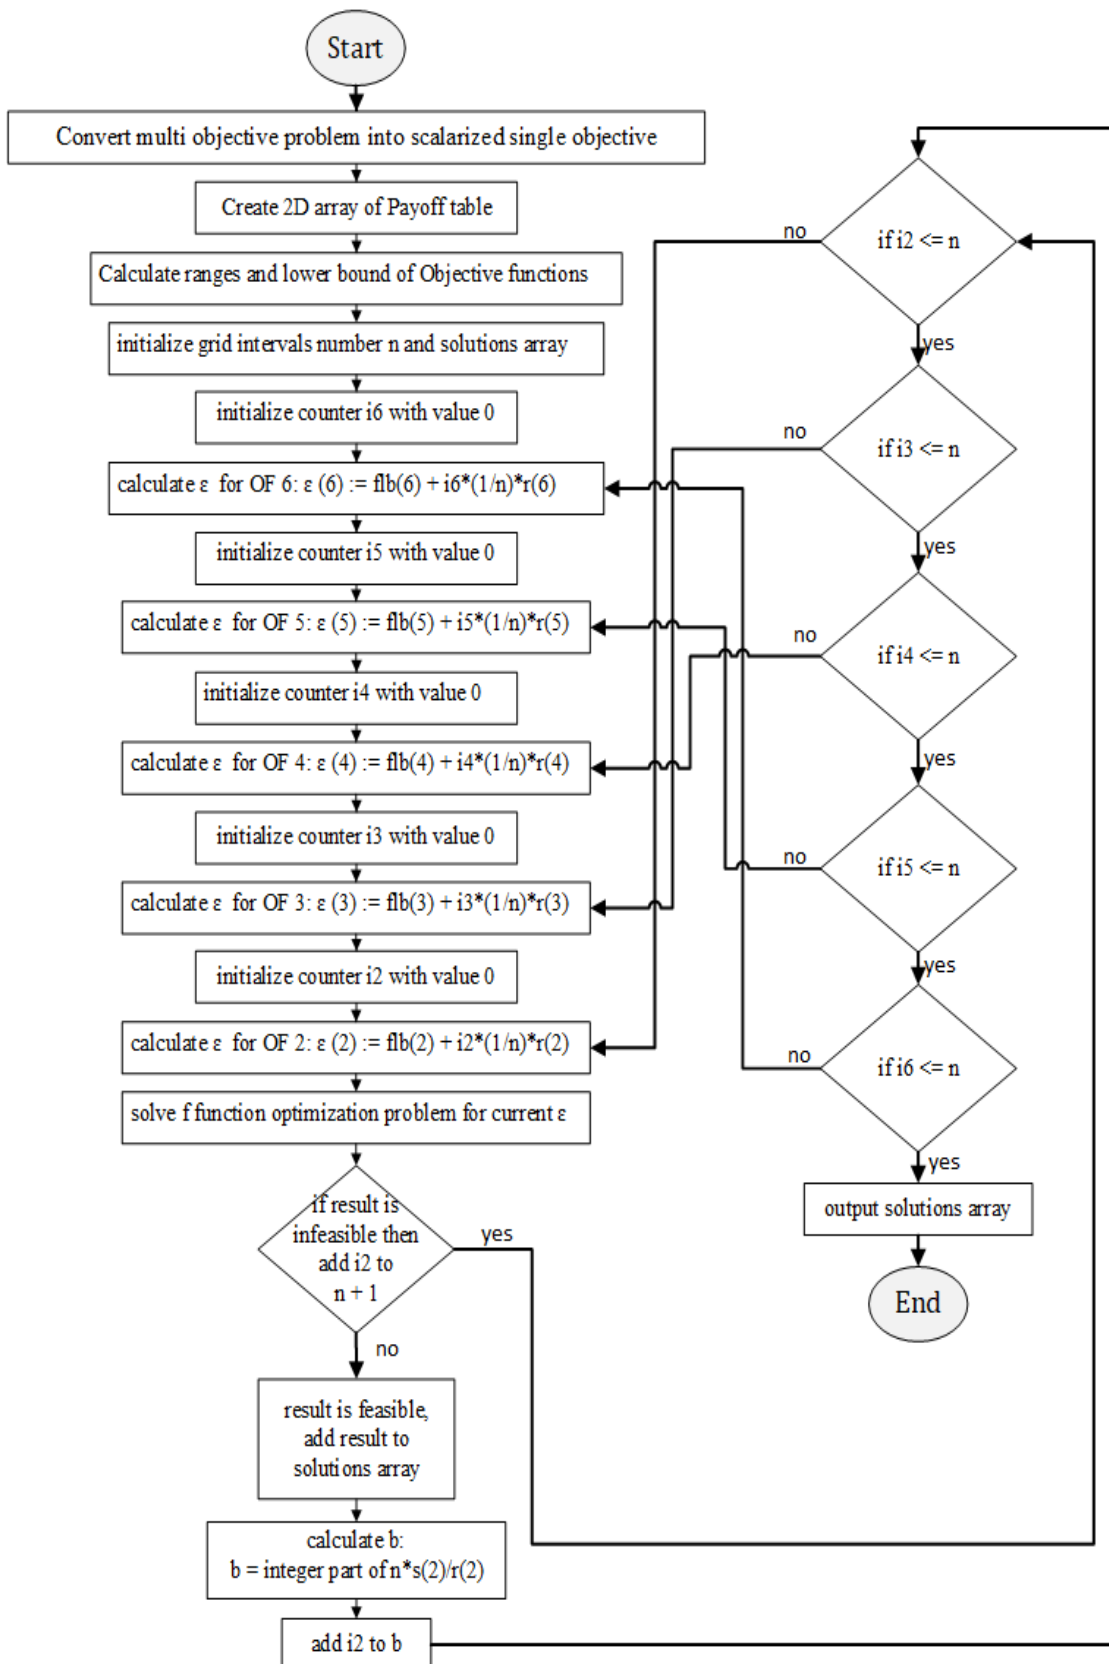 Start
Convert multi objective problem into scalarized single objective
Create 2D array of Payoff table
Calculate ranges and lower bound of Objective functions
initialize grid intervals number n and solutions array
initialize counter i6 with value 0
calculate ε for OF 6: ε (6) := flb(6) + i6*(1/n)*r(6)
initialize counter i5 with value 0
calculate ε for OF 5: ε (5) := flb(5) + i5*(1/n)*r(5)
initialize counter i4 with value 0
calculate ε for OF 4: ε (4) := flb(4) + i4*(1/n)*r(4)
initialize counter i3 with value 0
calculate ε for OF 3: ε (3) := flb(3) + i3*(1/n)*r(3)
initialize counter i2 with value 0
calculate ε for OF 2: ε (2) := flb(2) + i2*(1/n)*r(2)
solve f function optimization problem for current ε
if result is
infeasible then
add i2 to
n + 1
yes
no
result is feasible,
add result to
solutions array
calculate b:
b = integer part of n*s(2)/r(2)
add i2 to b
if i2 <= n
no
yes
if i3 <= n
no
yes
if i4 <= n
no
yes
if i5 <= n
no
yes
if i6 <= n
no
yes
output solutions array
End